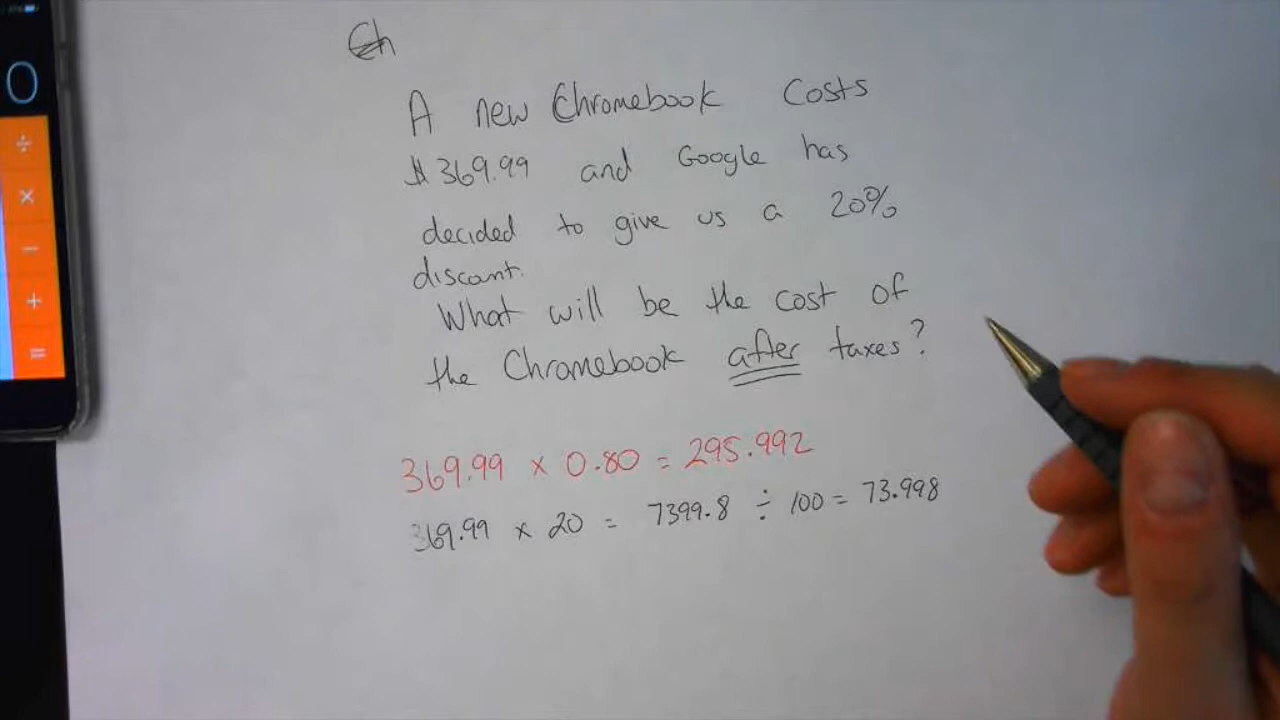 Ch
A new Chromebook costs
$369.99 and Google has
decided to give us a 20%
discount.
What will be the cost of
the Chromebook after taxes?
369.99 × 0.80 = 295.992
369.99 × 20 = 7399.8 ÷ 100 = 73.998
0
÷
×
−
+
=